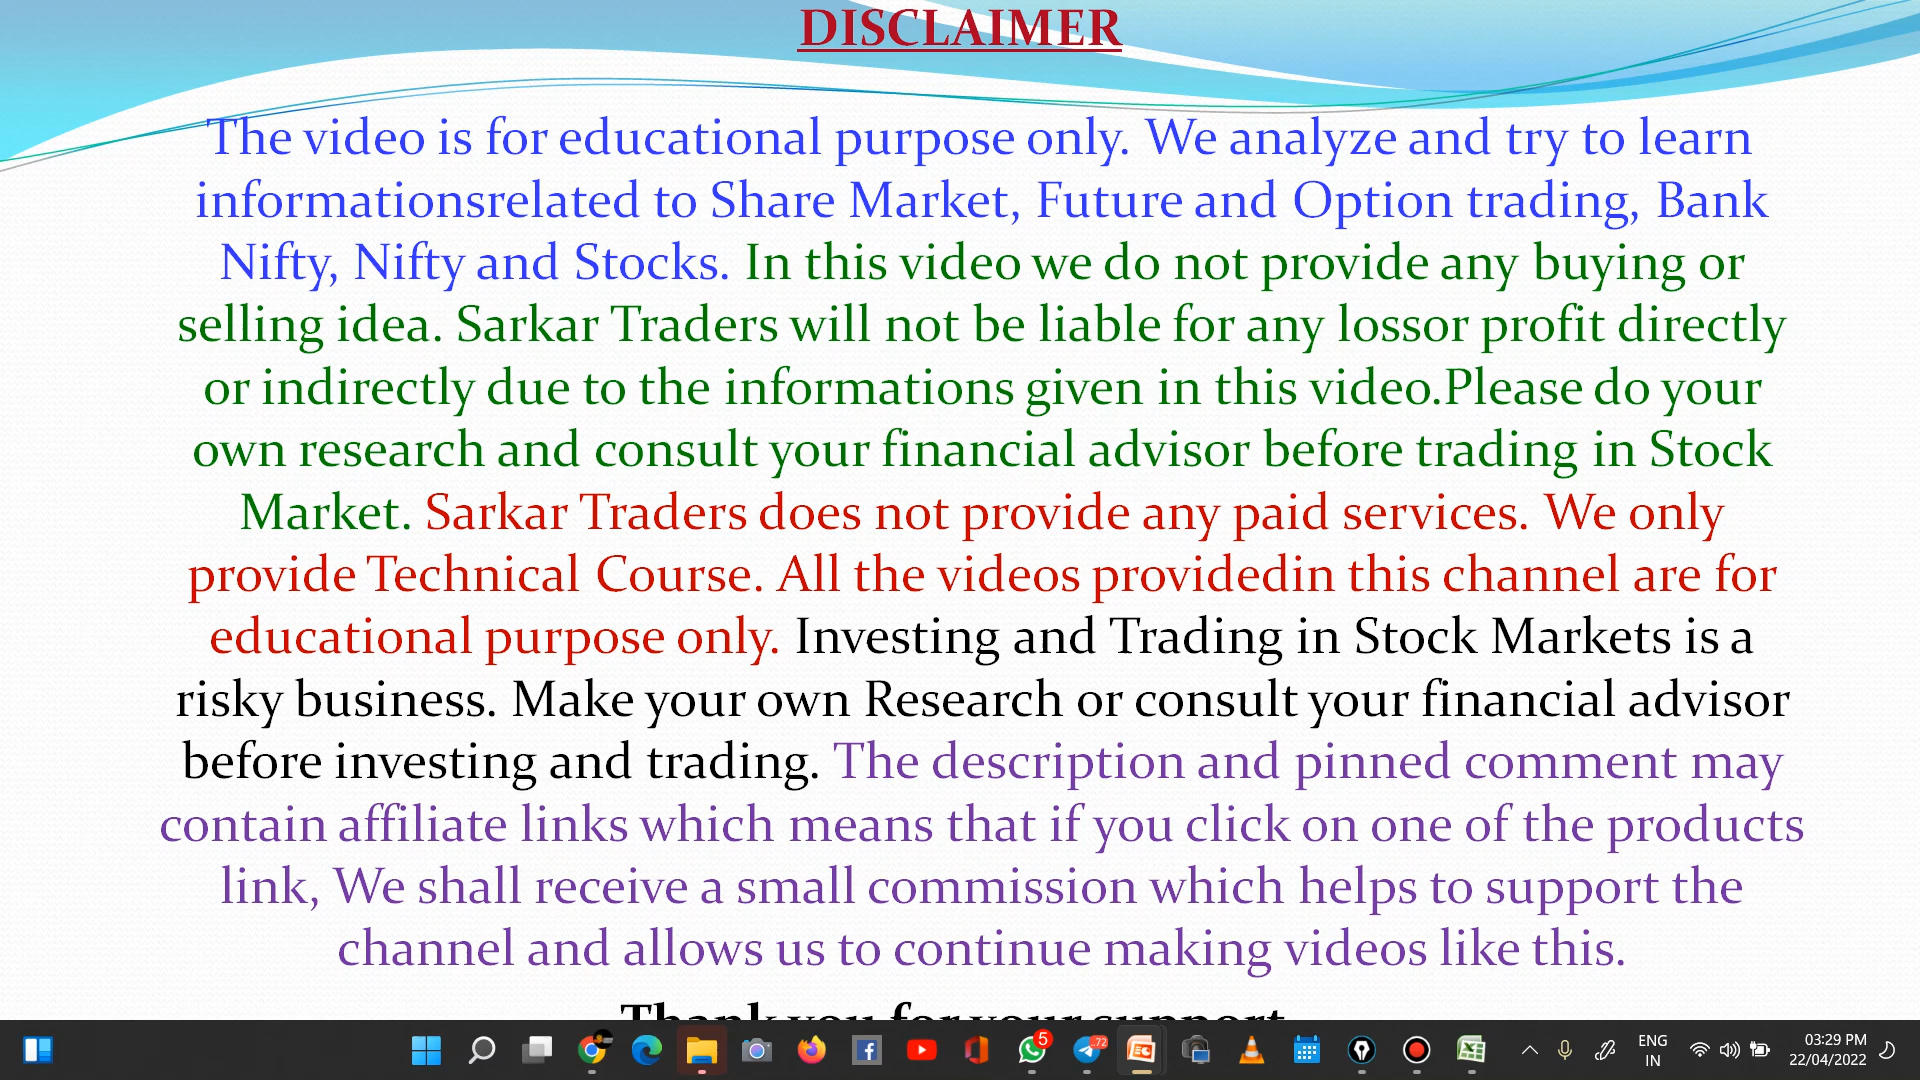 DISCLAIMER
The video is for educational purpose only. We analyze and try to learn
informationsrelated to Share Market, Future and Option trading, Bank
Nifty, Nifty and Stocks. In this video we do not provide any buying or
selling idea. Sarkar Traders will not be liable for any lossor profit directly
or indirectly due to the informations given in this video.Please do your
own research and consult your financial advisor before trading in Stock
Market. Sarkar Traders does not provide any paid services. We only
provide Technical Course. All the videos providedin this channel are for
educational purpose only. Investing and Trading in Stock Markets is a
risky business. Make your own Research or consult your financial advisor
before investing and trading. The description and pinned comment may
contain affiliate links which means that if you click on one of the products
link, We shall receive a small commission which helps to support the
channel and allows us to continue making videos like this.
Thank you for your support
5
.72
ENG
IN
03:29 PM
22/04/2022